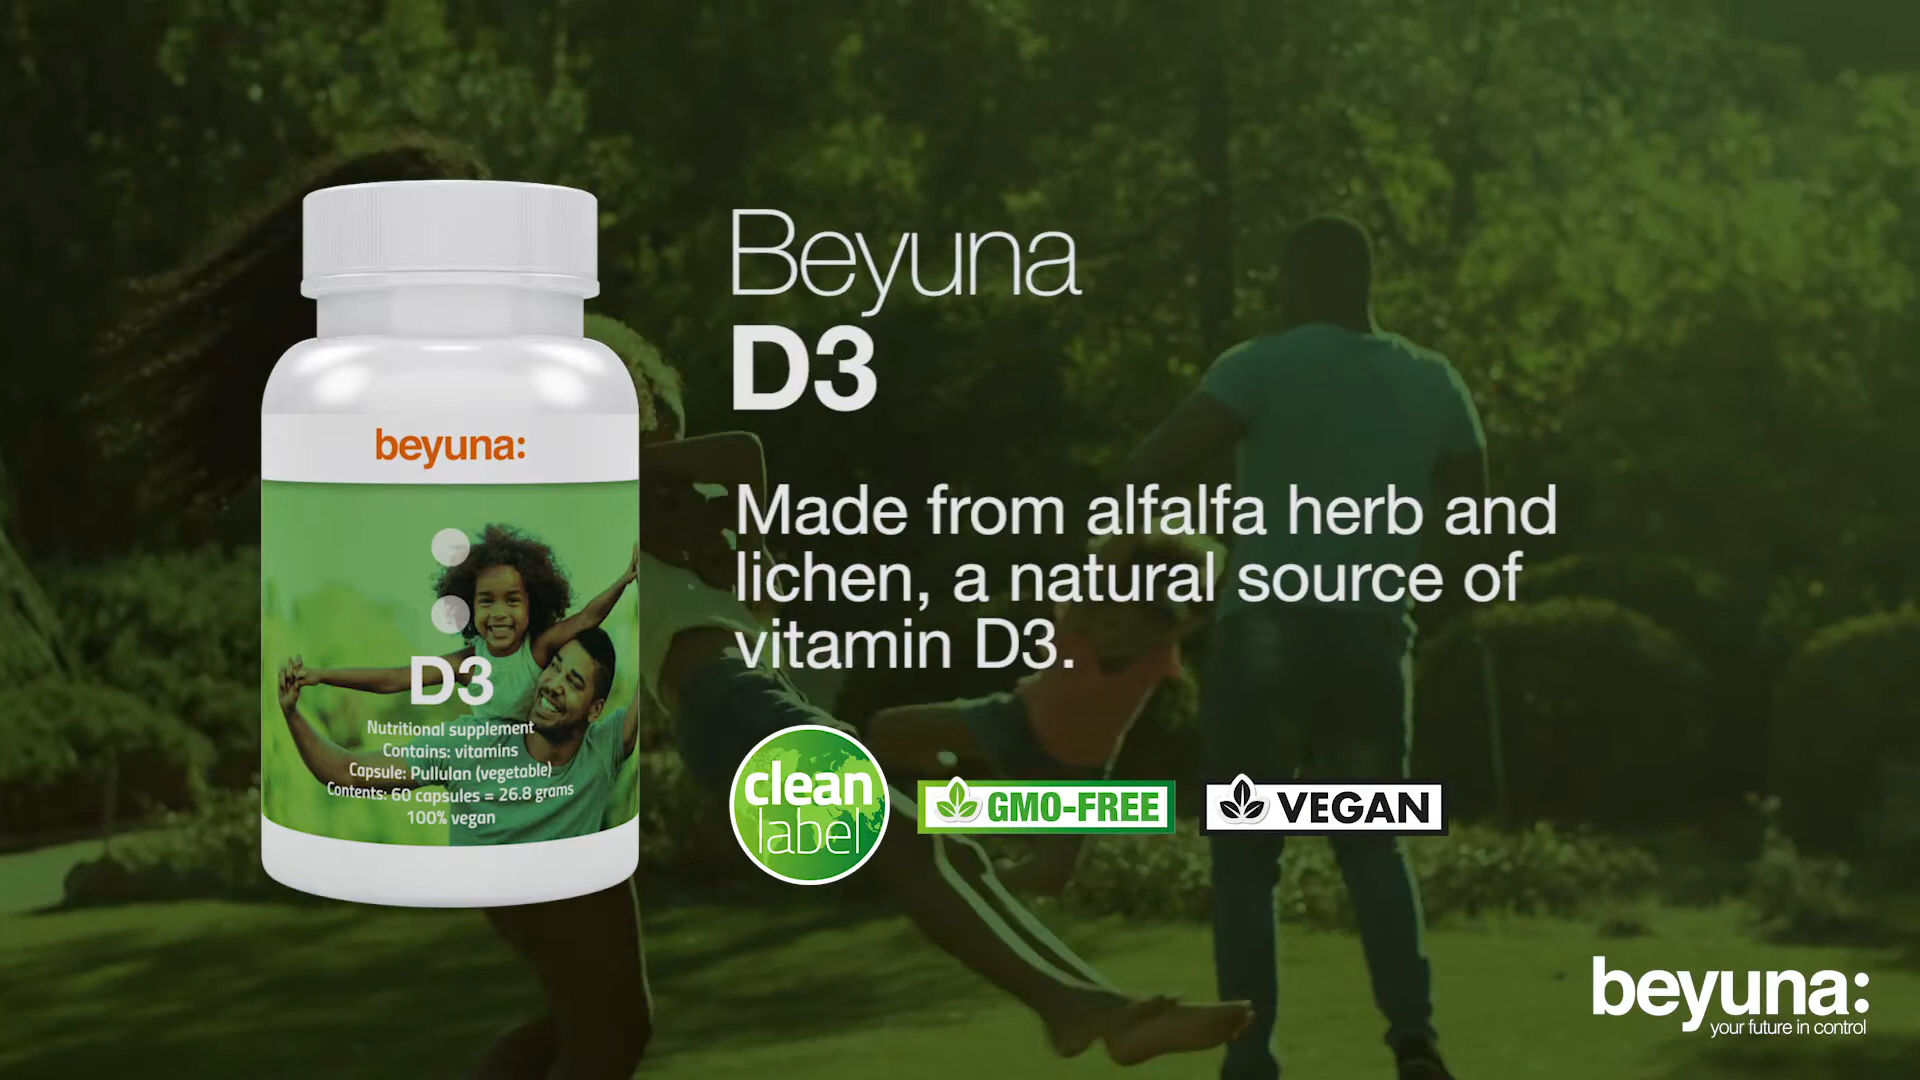 beyuna:
D3
Nutritional supplement
Contains: vitamins
Capsule: Pullulan (vegetable)
Contents: 60 capsules = 26.8 grams
100% vegan
Beyuna
D3
Made from alfalfa herb and
lichen, a natural source of
vitamin D3.
clean
label
GMO-FREE
VEGAN
beyuna:
your future in control